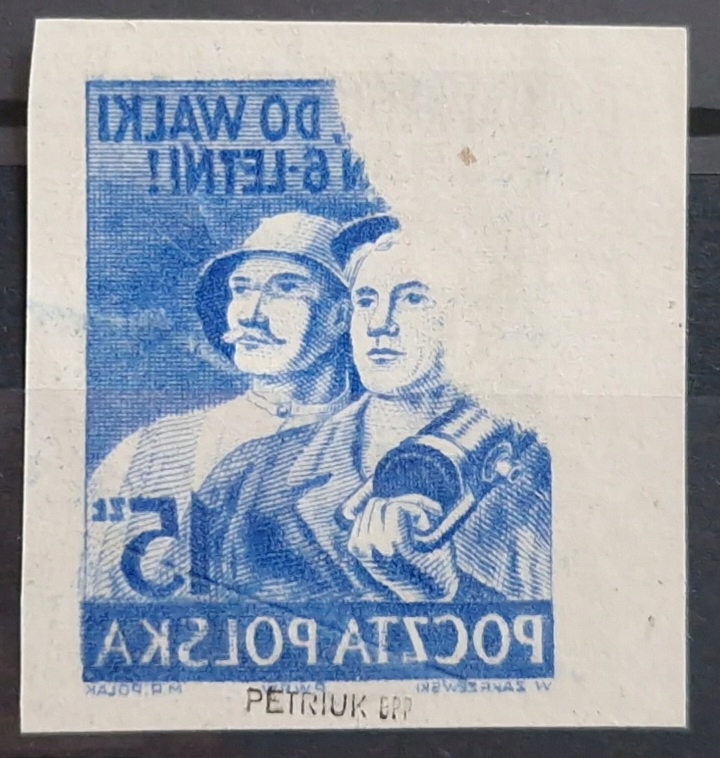 DO WALKI
N 6-LETNI!
5 ZŁ
POCZTA POLSKA
W. ZAKRZEWSKI M.R. POLAK
PETRIUK BPP